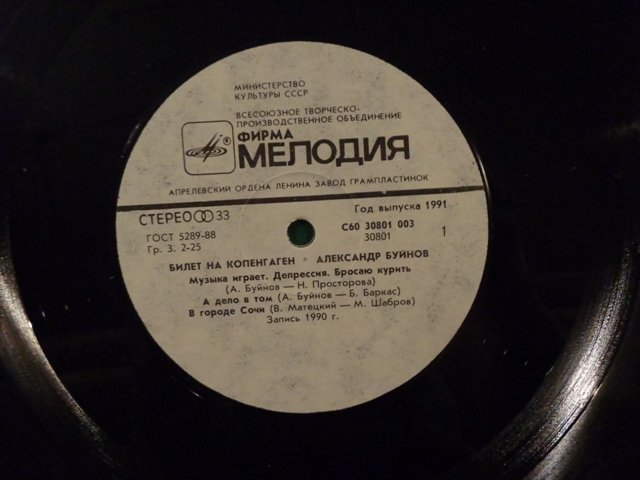 МИНИСТЕРСТВО
КУЛЬТУРЫ СССР
ВСЕСОЮЗНОЕ ТВОРЧЕСКО-
ПРОИЗВОДСТВЕННОЕ ОБЪЕДИНЕНИЕ
ФИРМА
® МЕЛОДИЯ
АПРЕЛЕВСКИЙ ОРДЕНА ЛЕНИНА ЗАВОД ГРАМПЛАСТИНОК
СТЕРЕО 33
ГОСТ 5289-88
Гр. 3. 2-25
Год выпуска 1991
С60 30801 003
30801
1
БИЛЕТ НА КОПЕНГАГЕН · АЛЕКСАНДР БУЙНОВ
Музыка играет. Депрессия. Бросаю курить
(А. Буйнов — Н. Просторова)
А дело в том (А. Буйнов — Б. Баркас)
В городе Сочи (В. Матецкий — М. Шабров)
Запись 1990 г.